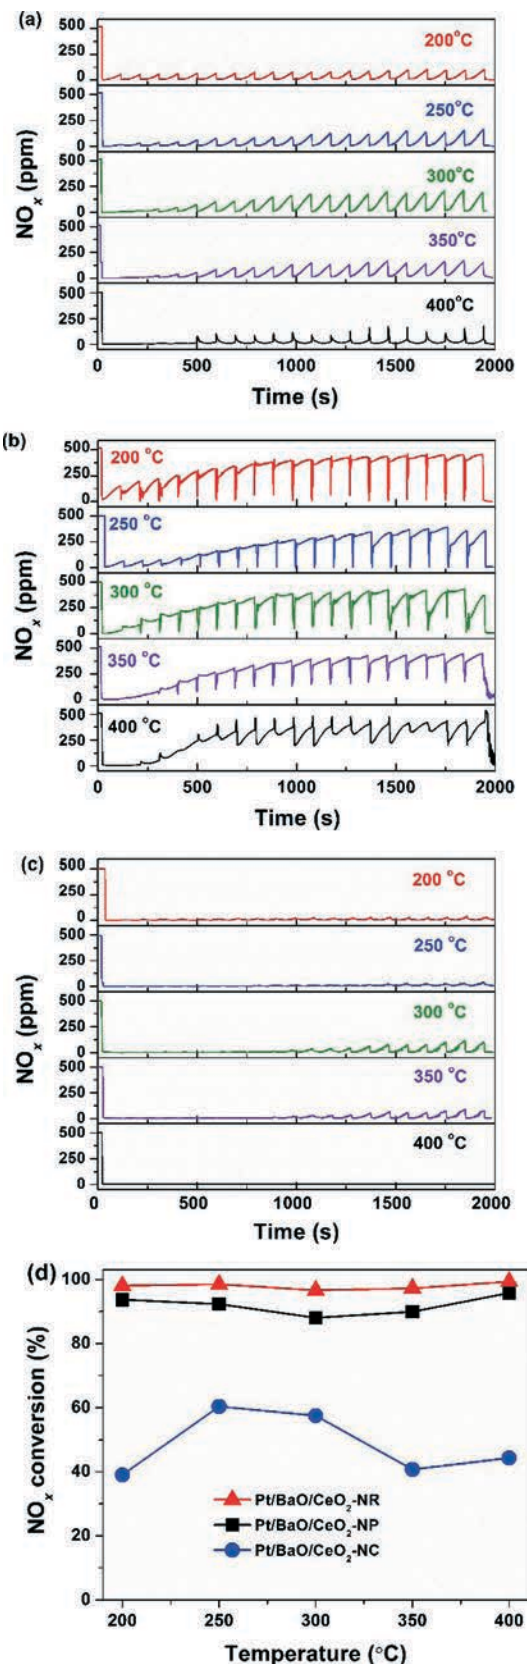 (a)
500
250
0
200°C
500
250
0
250°C
500
250
0
300°C
500
250
0
350°C
500
250
0
400°C
NOx (ppm)
0 500 1000 1500 2000
Time (s)
(b)
500
250
0
200 °C
500
250
0
250 °C
500
250
0
300 °C
500
250
0
350 °C
500
250
0
400 °C
NOx (ppm)
0 500 1000 1500 2000
Time (s)
(c)
500
250
0
200 °C
500
250
0
250 °C
500
250
0
300 °C
500
250
0
350 °C
500
250
0
400 °C
NOx (ppm)
0 500 1000 1500 2000
Time (s)
(d)
100
80
60
40
20
0
NOx conversion (%)
Pt/BaO/CeO2-NR
Pt/BaO/CeO2-NP
Pt/BaO/CeO2-NC
200 250 300 350 400
Temperature (°C)